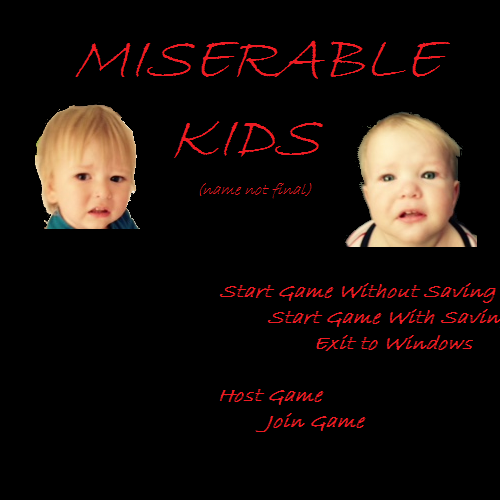 MISERABLE
KIDS
(name not final)
Start Game Without Saving
Start Game With Savin
Exit to Windows
Host Game
Join Game